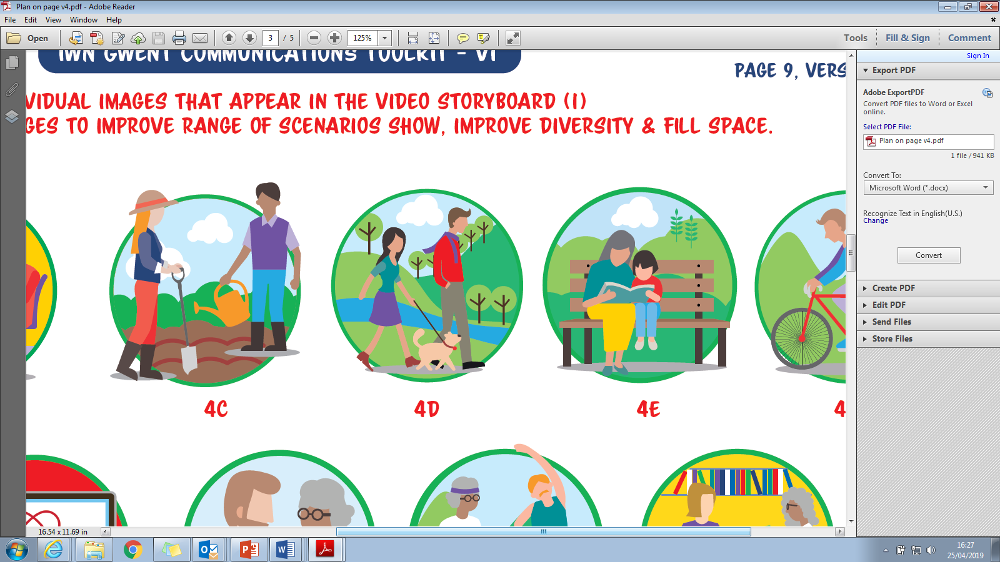 Plan on page v4.pdf - Adobe Reader
File Edit View Window Help
Open 3 / 5 125% Tools Fill & Sign Comment
Sign In
IWN GWENT COMMUNICATIONS TOOLKIT - V1
PAGE 9, VERS
VIDUAL IMAGES THAT APPEAR IN THE VIDEO STORYBOARD (1)
GES TO IMPROVE RANGE OF SCENARIOS SHOW, IMPROVE DIVERSITY & FILL SPACE.
4C 4D 4E 4
Export PDF
Adobe ExportPDF
Convert PDF files to Word or Excel
online.
Select PDF File:
Plan on page v4.pdf
1 file / 941 KB
Convert To:
Microsoft Word (*.docx)
Recognize Text in English(U.S.)
Change
Convert
Create PDF
Edit PDF
Send Files
Store Files
16.54 x 11.69 in
16:27
25/04/2019